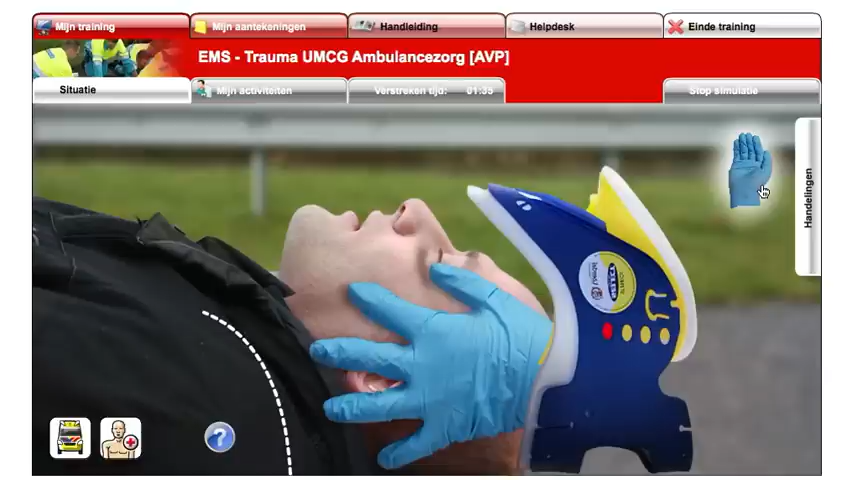 Mijn training
Mijn aantekeningen
Handleiding
Helpdesk
Einde training
EMS - Trauma UMCG Ambulancezorg [AVP]
Situatie
Mijn activiteiten
Verstreken tijd: 01:35
Stop simulatie
Handelingen
?